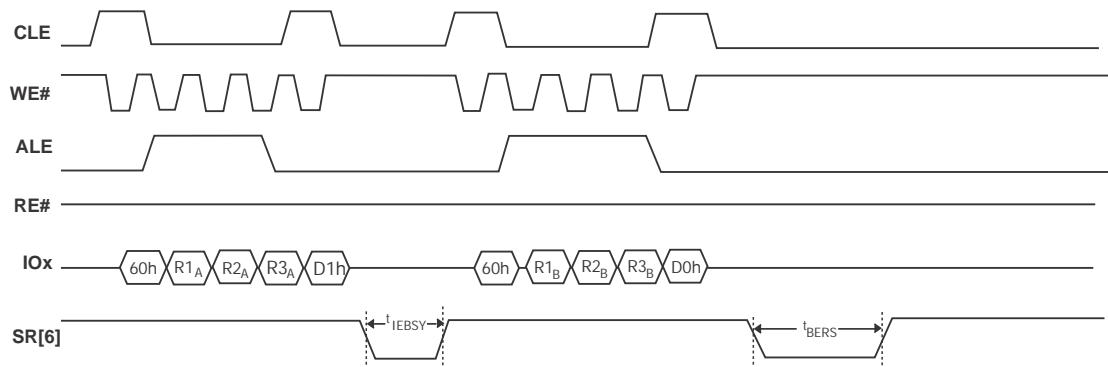 CLE
WE#
ALE
RE#
IOx 60h R1A R2A R3A D1h 60h R1B R2B R3B D0h
SR[6] tIEBSY tBERS